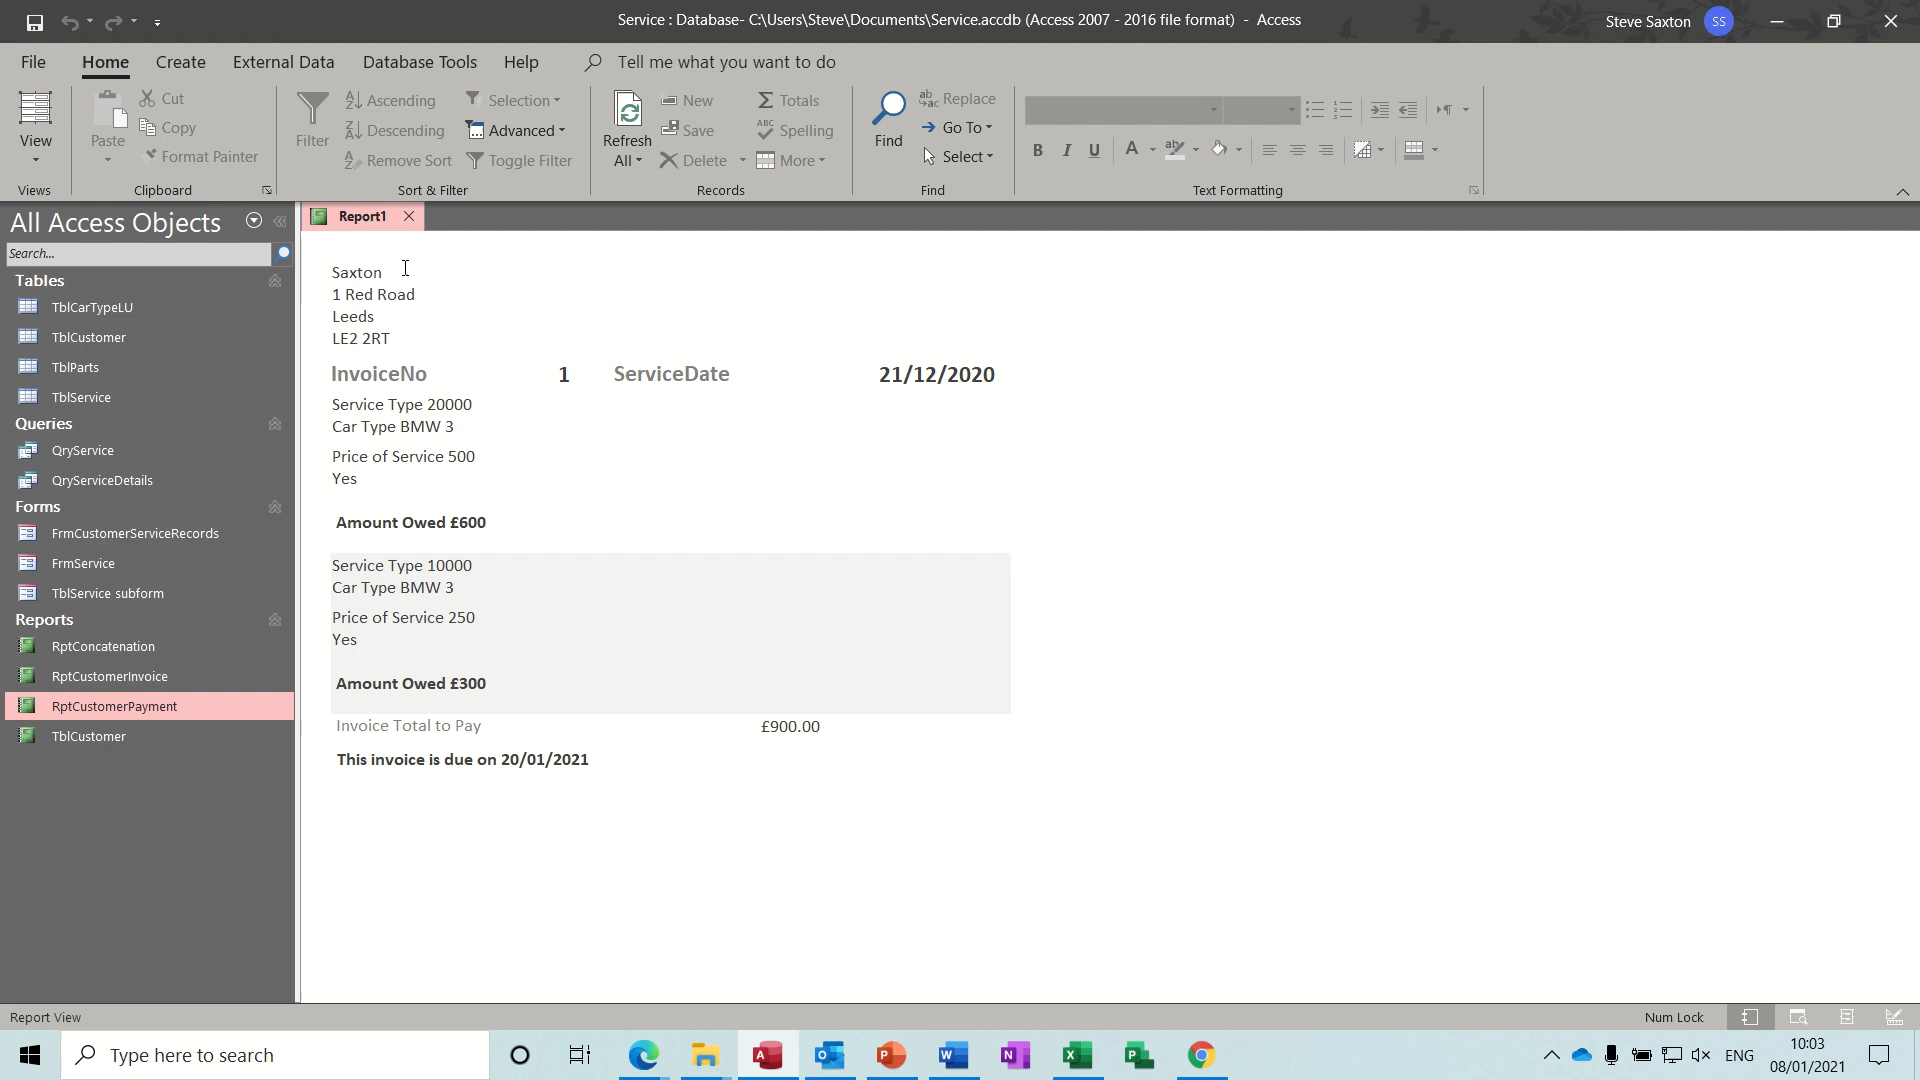 Service : Database- C:\Users\Steve\Documents\Service.accdb (Access 2007 - 2016 file format) - Access
Steve Saxton SS
File Home Create External Data Database Tools Help Tell me what you want to do
View
Views
Paste
Cut
Copy
Format Painter
Clipboard
Filter
Ascending
Descending
Remove Sort
Selection
Advanced
Toggle Filter
Sort & Filter
Refresh All
New
Save
Delete
Totals
Spelling
More
Records
Find
Replace
Go To
Select
Find
B I U A
Text Formatting
All Access Objects
Search...
Tables
TblCarTypeLU
TblCustomer
TblParts
TblService
Queries
QryService
QryServiceDetails
Forms
FrmCustomerServiceRecords
FrmService
TblService subform
Reports
RptConcatenation
RptCustomerInvoice
RptCustomerPayment
TblCustomer
Report1
Saxton
1 Red Road
Leeds
LE2 2RT
InvoiceNo 1 ServiceDate 21/12/2020
Service Type 20000
Car Type BMW 3
Price of Service 500
Yes
Amount Owed £600
Service Type 10000
Car Type BMW 3
Price of Service 250
Yes
Amount Owed £300
Invoice Total to Pay £900.00
This invoice is due on 20/01/2021
Report View
Num Lock
Type here to search
ENG
10:03
08/01/2021